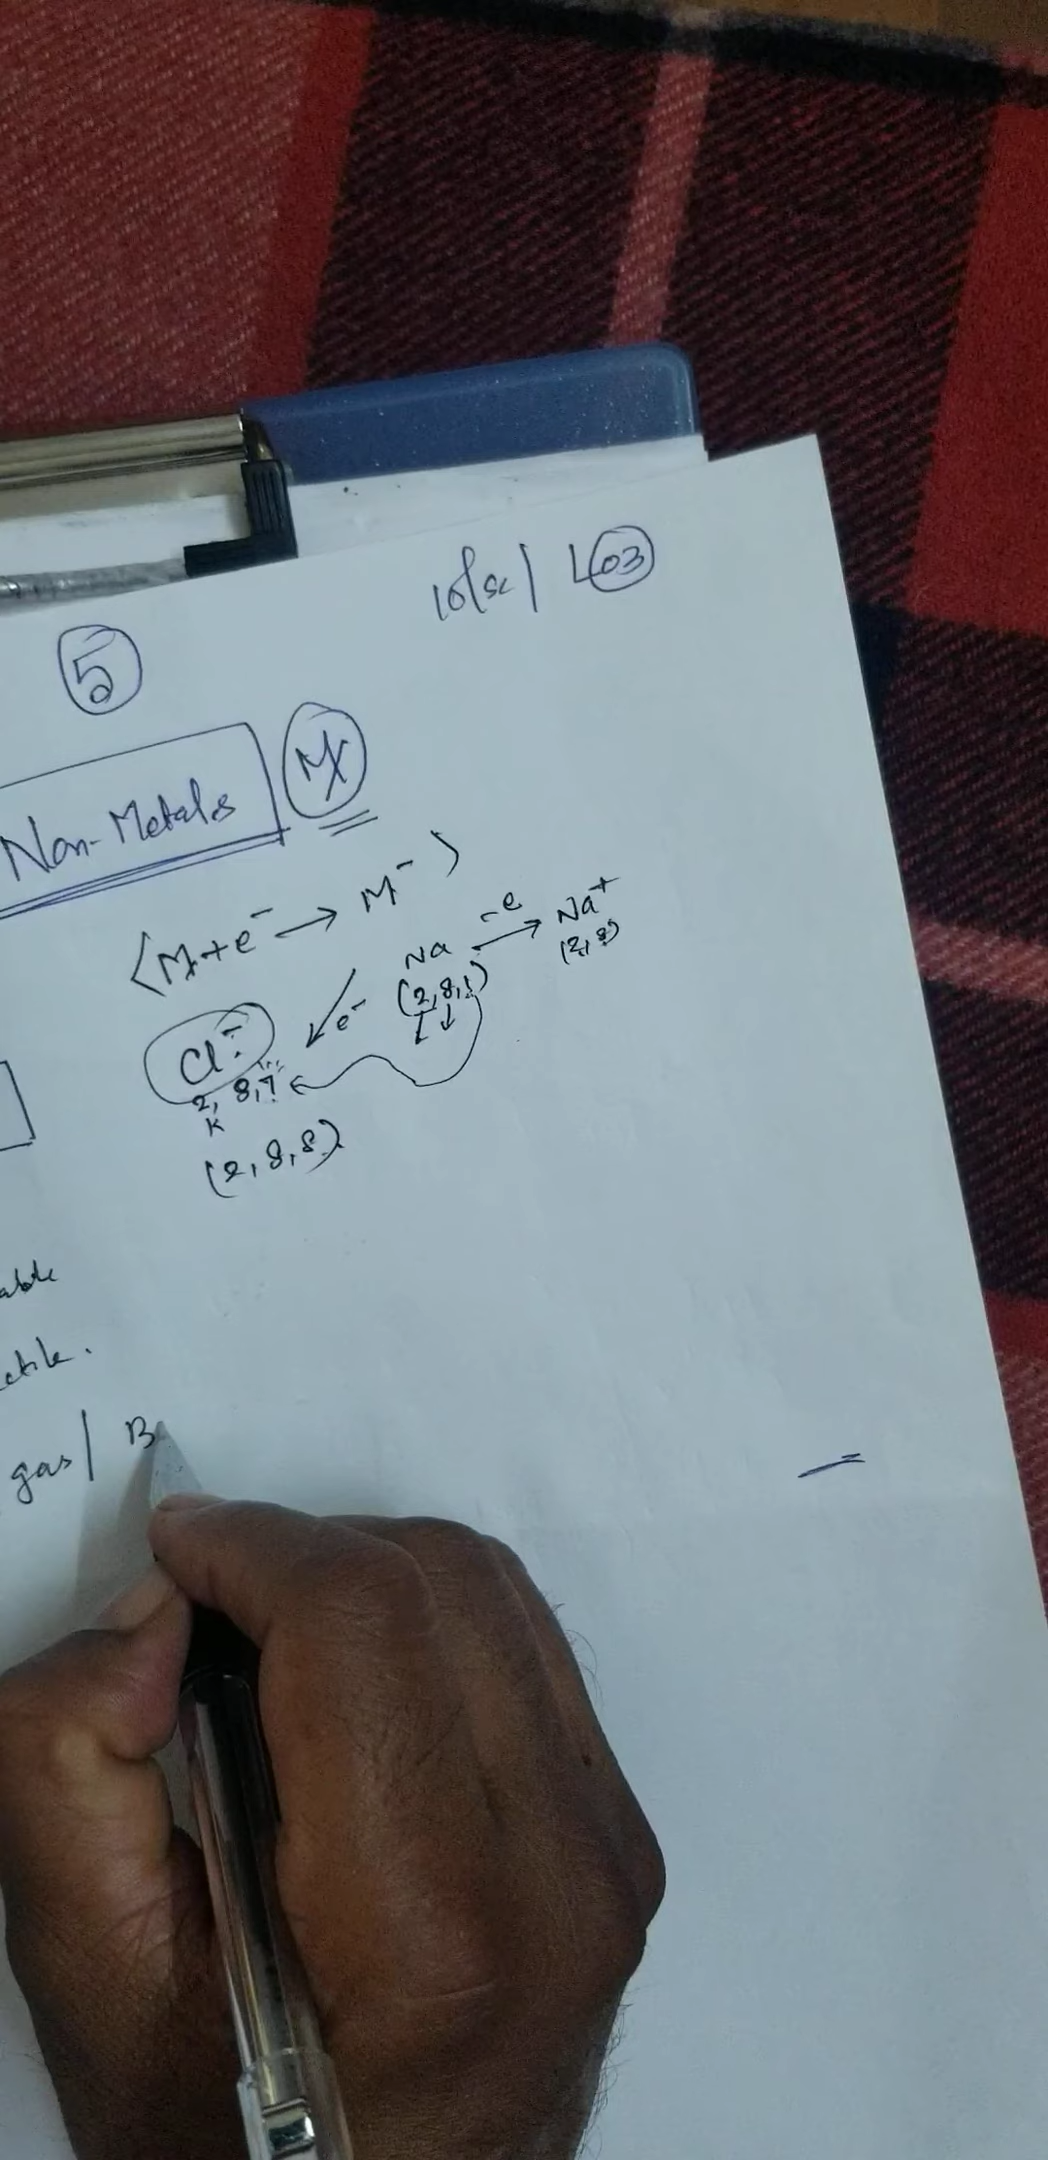 10/sc | L03
5
Non-Metals M
(M+e⁻ → M⁻)
Na -e → Na⁺
(2,8,1) (2,8)
e⁻
Cl⁻:
2, 8,7
K
(2,8,8)
gas | B